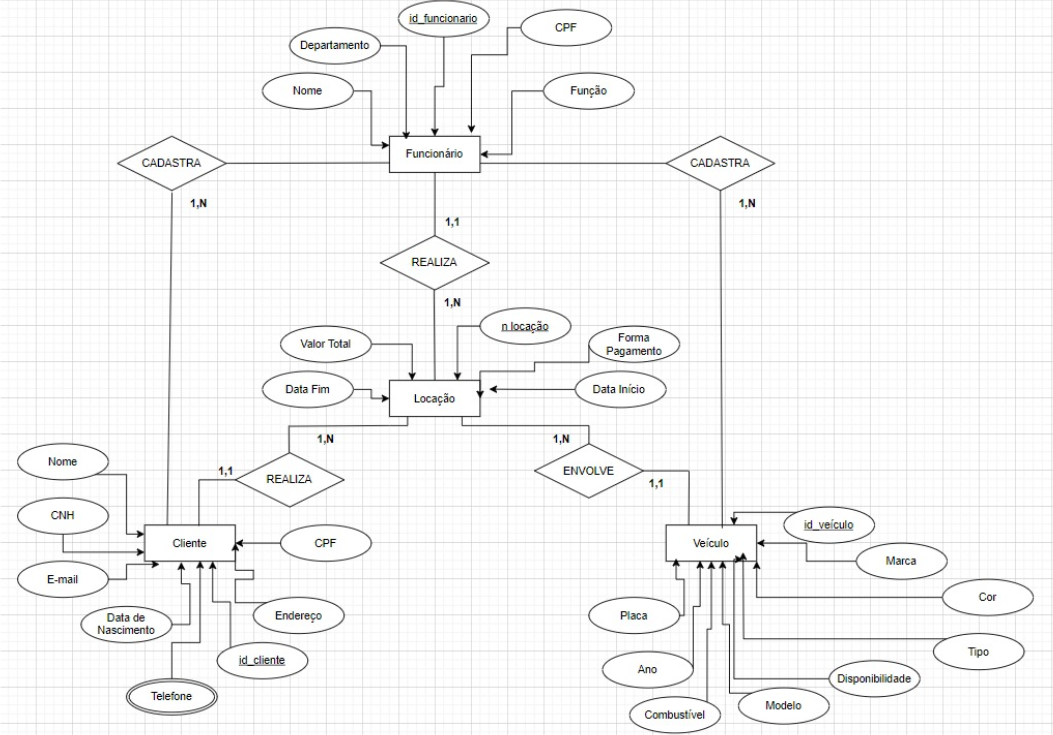 id_funcionario
CPF
Departamento
Nome
Função
Funcionário
CADASTRA
CADASTRA
1,N
1,N
1,1
REALIZA
1,N
n locação
Forma
Pagamento
Valor Total
Data Fim
Data Início
Locação
1,N
1,N
Nome
1,1
REALIZA
ENVOLVE
1,1
CNH
Cliente
CPF
Veículo
id_veículo
Marca
E-mail
Cor
Data de
Nascimento
Endereço
Placa
id_cliente
Tipo
Ano
Disponibilidade
Telefone
Modelo
Combustível